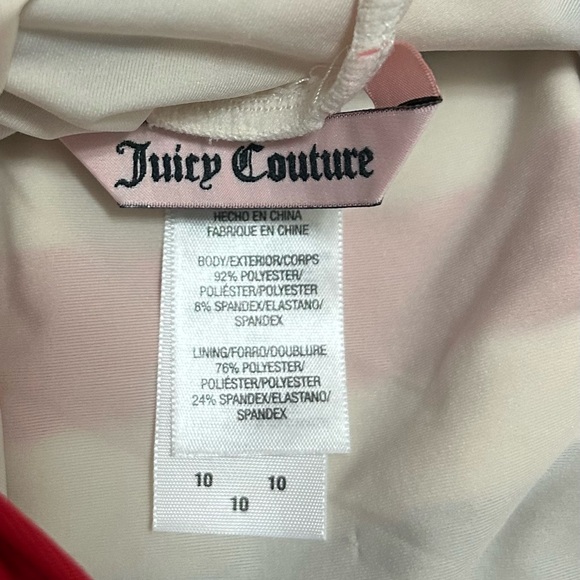 Juicy Couture
HECHO EN CHINA
FABRIQUE EN CHINE
BODY/EXTERIOR/CORPS
92% POLYESTER/
POLIÉSTER/POLYESTER
8% SPANDEX/ELASTANO/
SPANDEX
LINING/FORRO/DOUBLURE
76% POLYESTER/
POLIÉSTER/POLYESTER
24% SPANDEX/ELASTANO/
SPANDEX
10 10
10